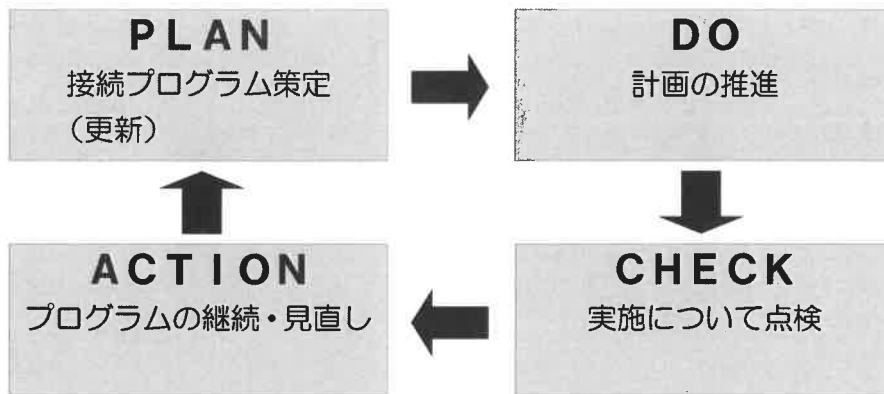 PLAN
接続プログラム策定
（更新）
DO
計画の推進
CHECK
実施について点検
ACTION
プログラムの継続・見直し